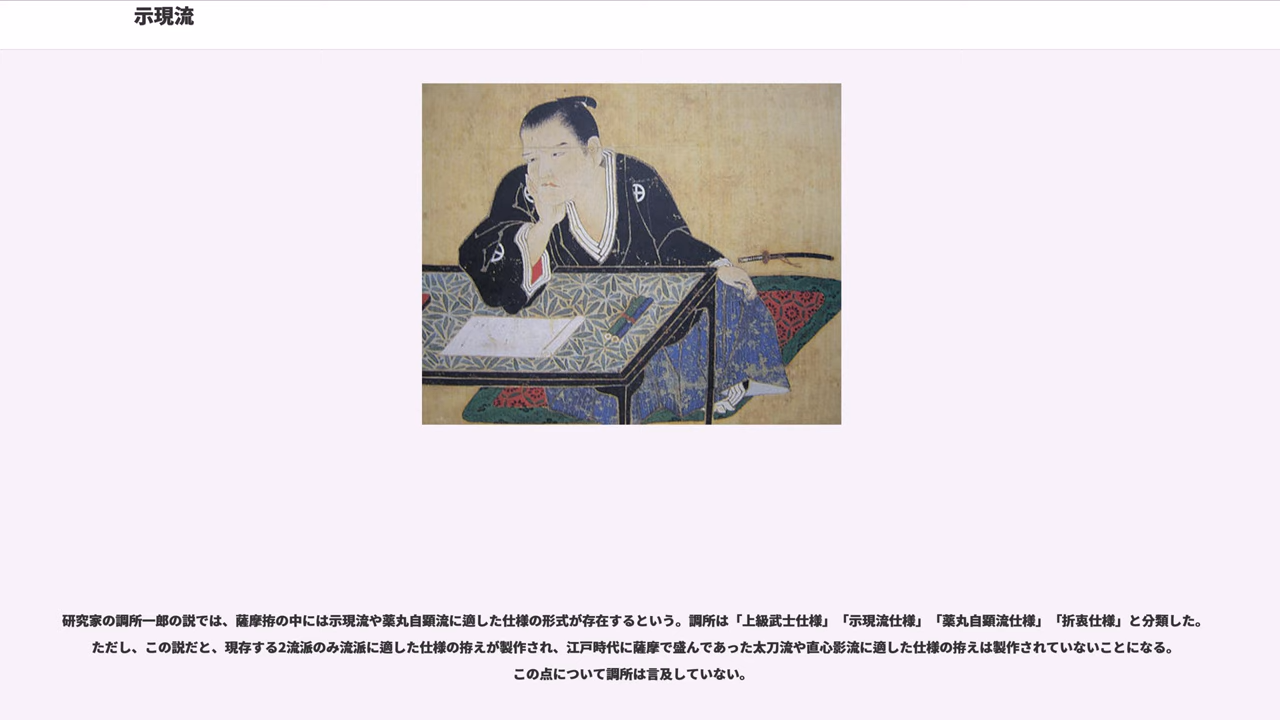 示現流
研究家の調所一郎の説では、薩摩拵の中には示現流や薬丸自顕流に適した仕様の形式が存在するという。調所は「上級武士仕様」「示現流仕様」「薬丸自顕流仕様」「折衷仕様」と分類した。
ただし、この説だと、現存する2流派のみ流派に適した仕様の拵えが製作され、江戸時代に薩摩で盛んであった太刀流や直心影流に適した仕様の拵えは製作されていないことになる。
この点について調所は言及していない。